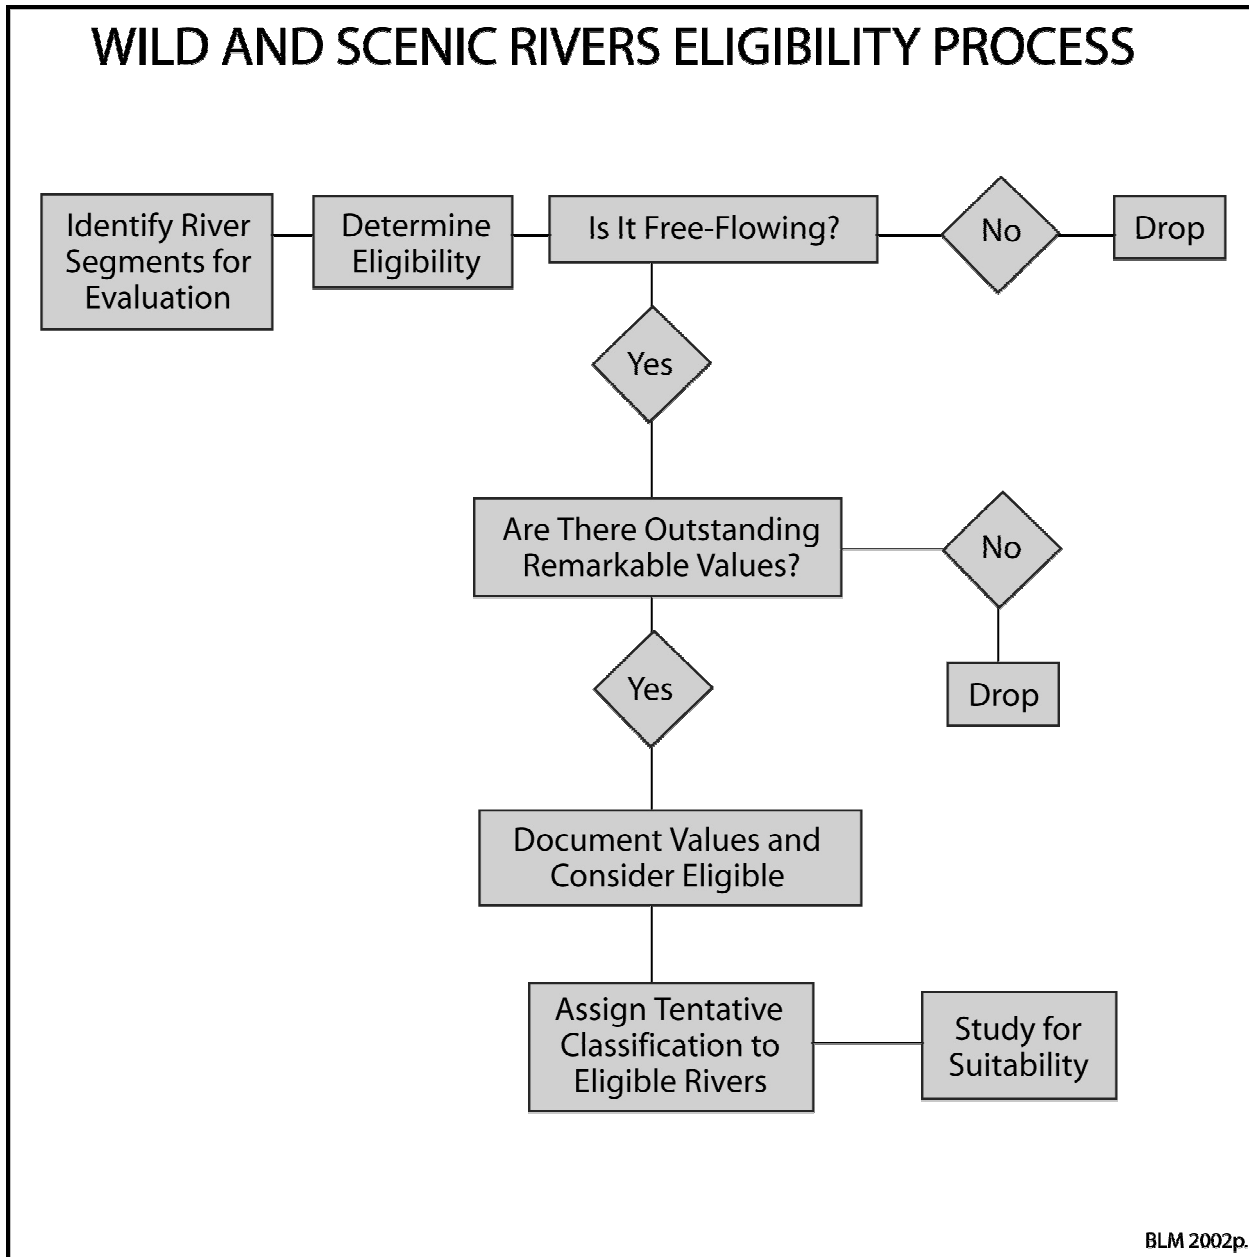 WILD AND SCENIC RIVERS ELIGIBILITY PROCESS
Identify River
Segments for
Evaluation
Determine
Eligibility
Is It Free-Flowing?
No
Drop
Yes
Are There Outstanding
Remarkable Values?
No
Drop
Yes
Document Values and
Consider Eligible
Assign Tentative
Classification to
Eligible Rivers
Study for
Suitability
BLM 2002p.